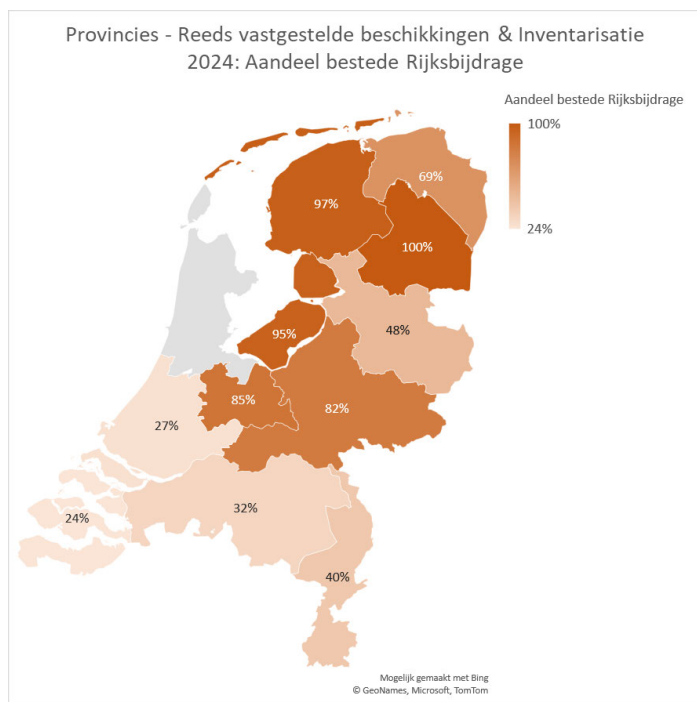 Provincies - Reeds vastgestelde beschikkingen & Inventarisatie
2024: Aandeel bestede Rijksbijdrage
Aandeel bestede Rijksbijdrage
100%
24%
69%
97%
100%
95%
48%
85%
82%
27%
32%
24%
40%
Mogelijk gemaakt met Bing
© GeoNames, Microsoft, TomTom